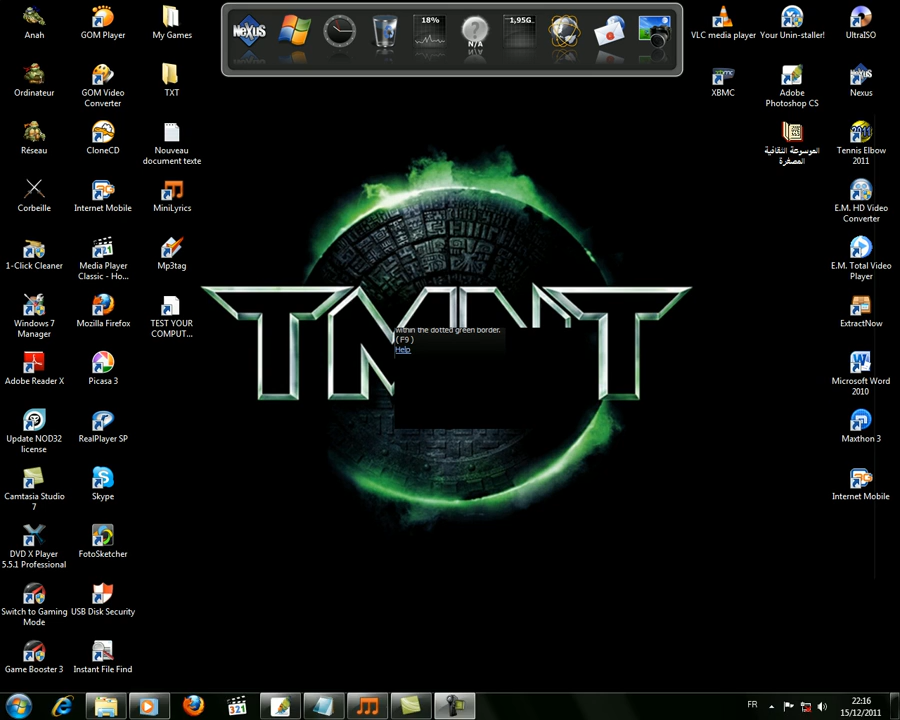 Anah
GOM Player
My Games
Ordinateur
GOM Video
Converter
TXT
Réseau
CloneCD
Nouveau
document texte
Corbeille
Internet Mobile
MiniLyrics
1-Click Cleaner
Media Player
Classic - Ho...
Mp3tag
Windows 7
Manager
Mozilla Firefox
TEST YOUR
COMPUT...
Adobe Reader X
Picasa 3
Update NOD32
license
RealPlayer SP
Camtasia Studio
7
Skype
DVD X Player
5.5.1 Professional
FotoSketcher
Switch to Gaming
Mode
USB Disk Security
Game Booster 3
Instant File Find
NEXUS
18%
N/A
1,95G
TMNT
within the dotted green border.
(F9)
Help
VLC media player
Your Unin-staller!
UltraISO
XBMC
Adobe
Photoshop CS
Nexus
الموسوعة الثقافية
المصغرة
Tennis Elbow
2011
E.M. HD Video
Converter
E.M. Total Video
Player
ExtractNow
Microsoft Word
2010
Maxthon 3
Internet Mobile
321
FR
22:16
15/12/2011